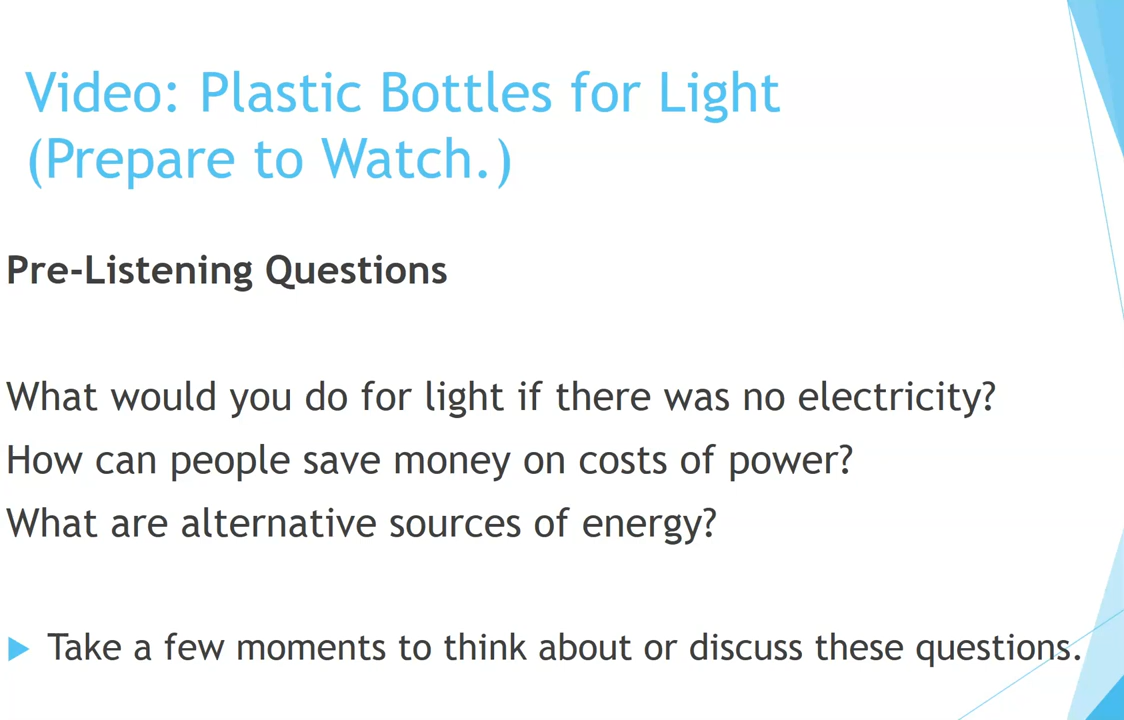 Video: Plastic Bottles for Light
(Prepare to Watch.)
Pre-Listening Questions
What would you do for light if there was no electricity?
How can people save money on costs of power?
What are alternative sources of energy?
Take a few moments to think about or discuss these questions.